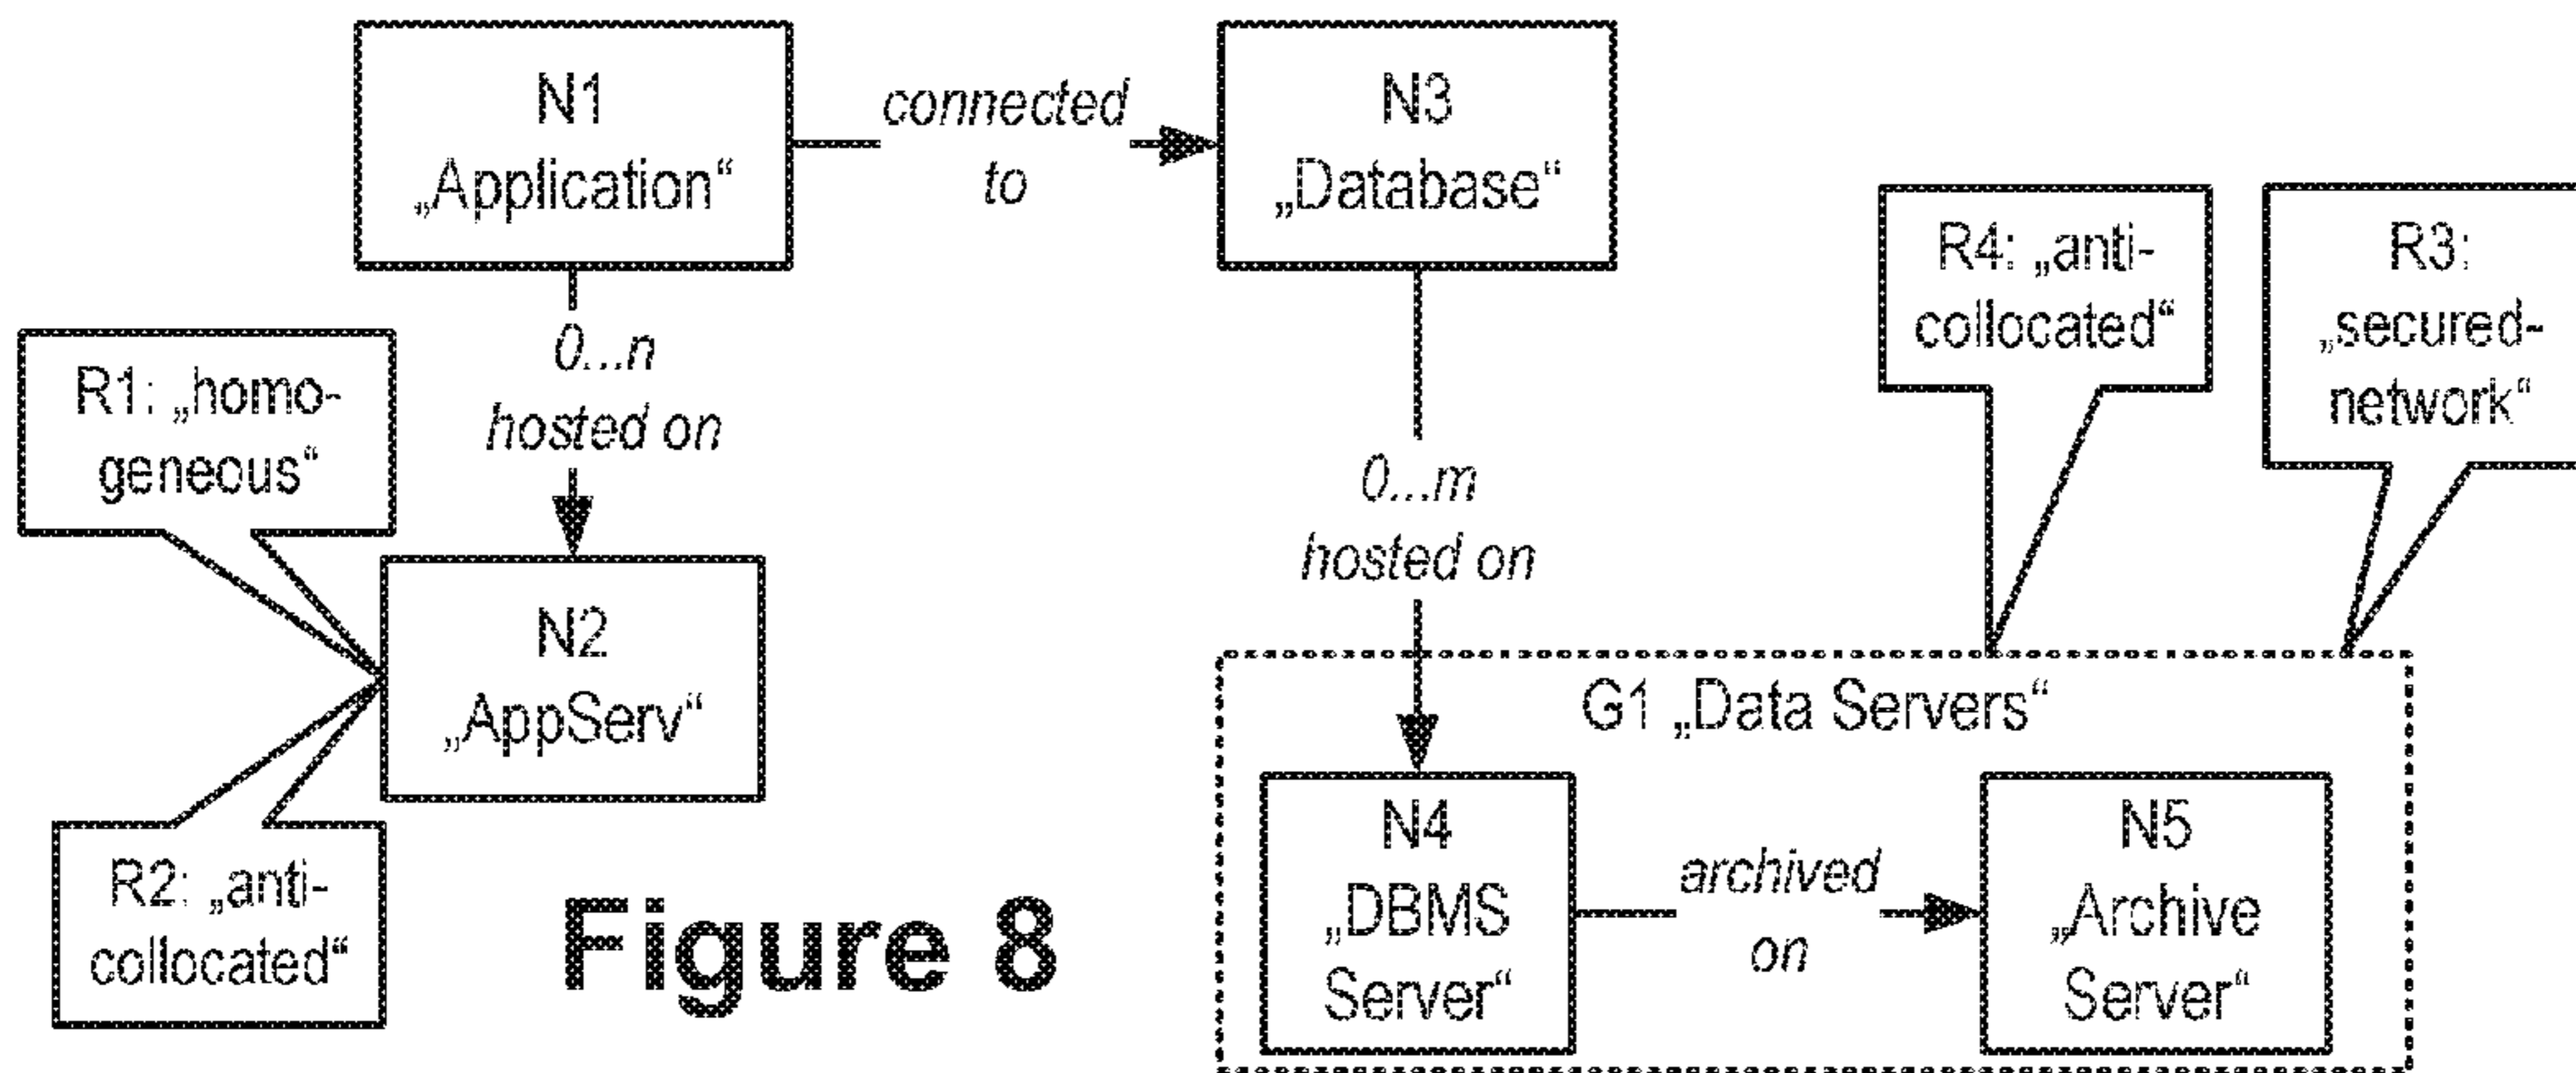 N1
„Application“
connected
to
N3
„Database“
R4: „anti-
collocated“
R3:
„secured-
network“
0...n
hosted on
R1: „homo-
geneous“
0...m
hosted on
N2
„AppServ“
G1 „Data Servers“
R2: „anti-
collocated“
N4
„DBMS
Server“
archived
on
N5
„Archive
Server“
Figure 8